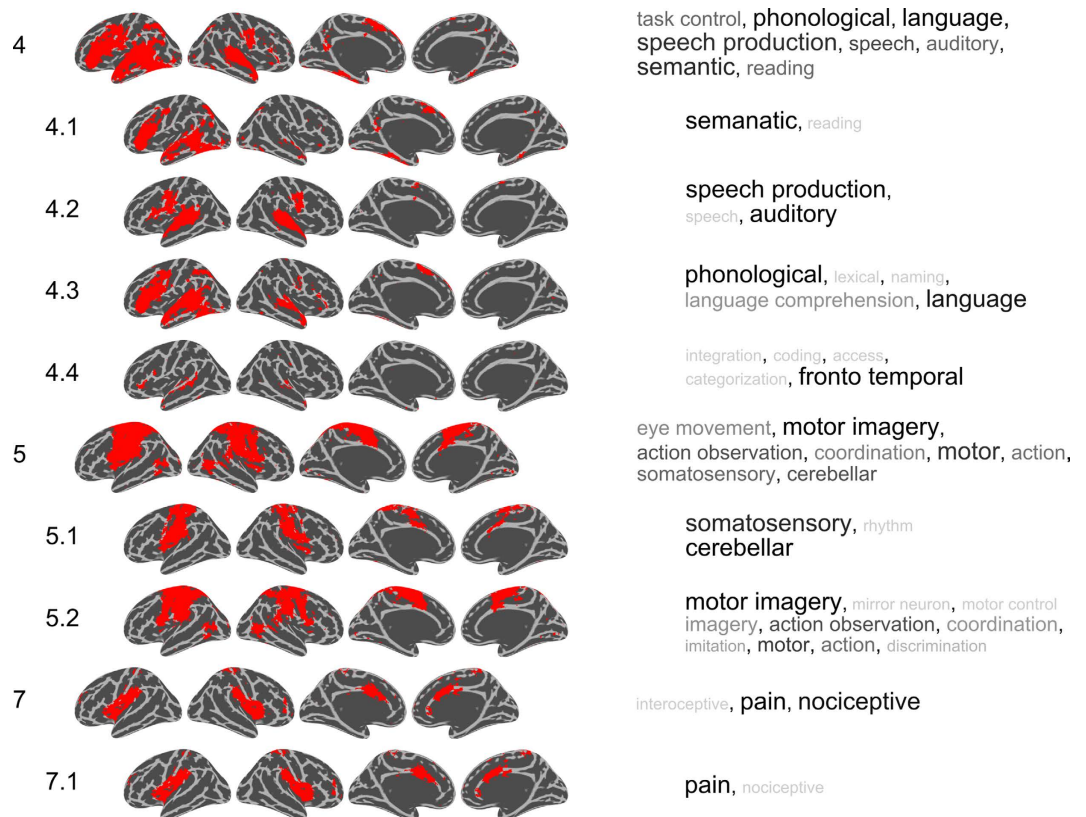 4
task control, phonological, language,
speech production, speech, auditory,
semantic, reading
4.1
semanatic, reading
4.2
speech production,
speech, auditory
4.3
phonological, lexical, naming,
language comprehension, language
4.4
integration, coding, access,
categorization, fronto temporal
5
eye movement, motor imagery,
action observation, coordination, motor, action,
somatosensory, cerebellar
5.1
somatosensory, rhythm
cerebellar
5.2
motor imagery, mirror neuron, motor control
imagery, action observation, coordination,
imitation, motor, action, discrimination
7
interoceptive, pain, nociceptive
7.1
pain, nociceptive